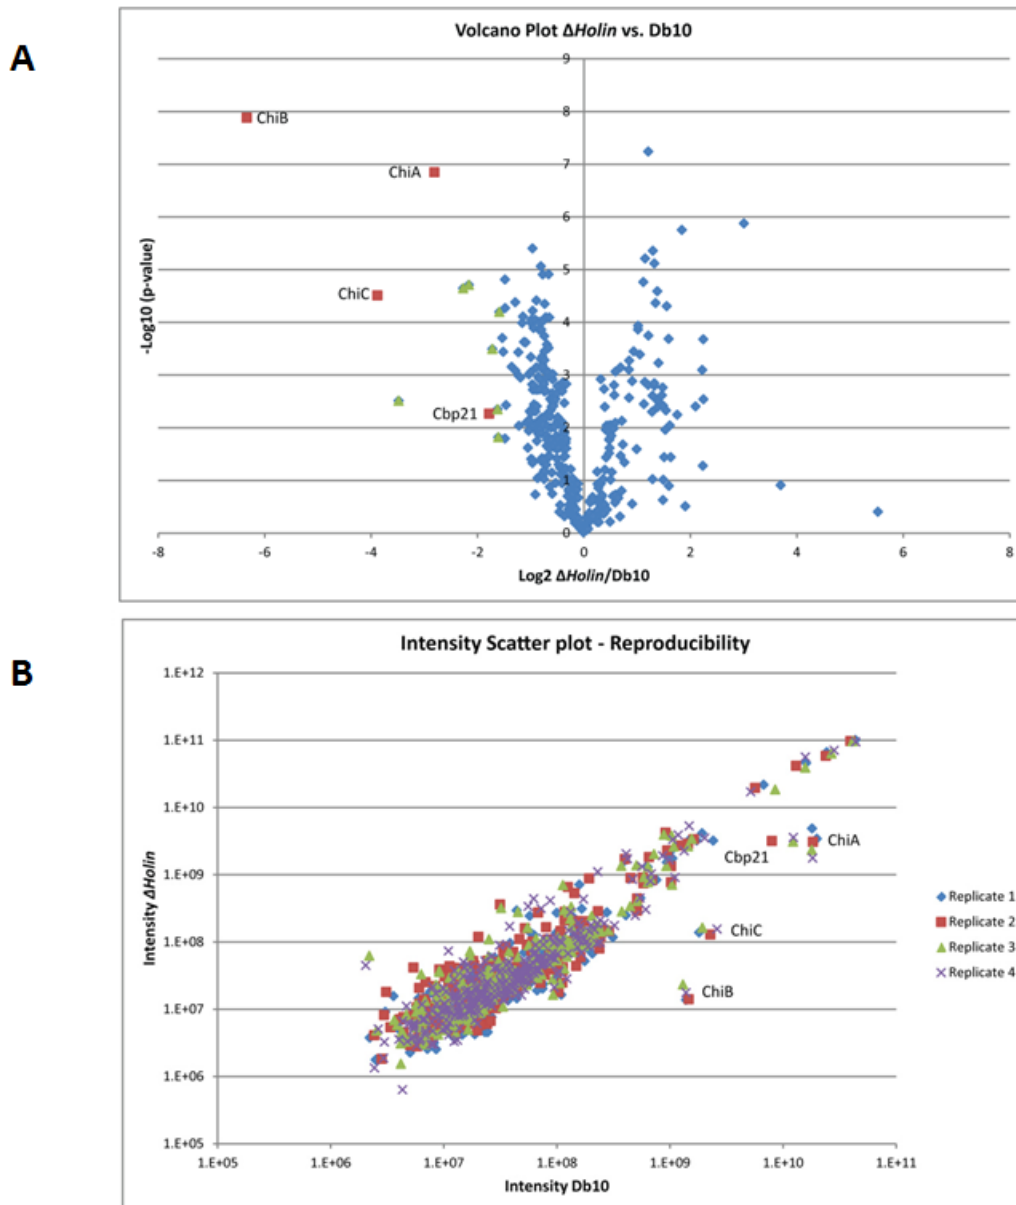 A
Volcano Plot ΔHolin vs. Db10
9
8
7
6
5
4
3
2
1
0
-Log10 (p-value)
ChiB
ChiA
ChiC
Cbp21
-8 -6 -4 -2 0 2 4 6 8
Log2 ΔHolin/Db10
B
Intensity Scatter plot - Reproducibility
1.E+12
1.E+11
1.E+10
1.E+09
1.E+08
1.E+07
1.E+06
1.E+05
Intensity ΔHolin
ChiA
Cbp21
ChiC
ChiB
Replicate 1
Replicate 2
Replicate 3
Replicate 4
1.E+05 1.E+06 1.E+07 1.E+08 1.E+09 1.E+10 1.E+11
Intensity Db10